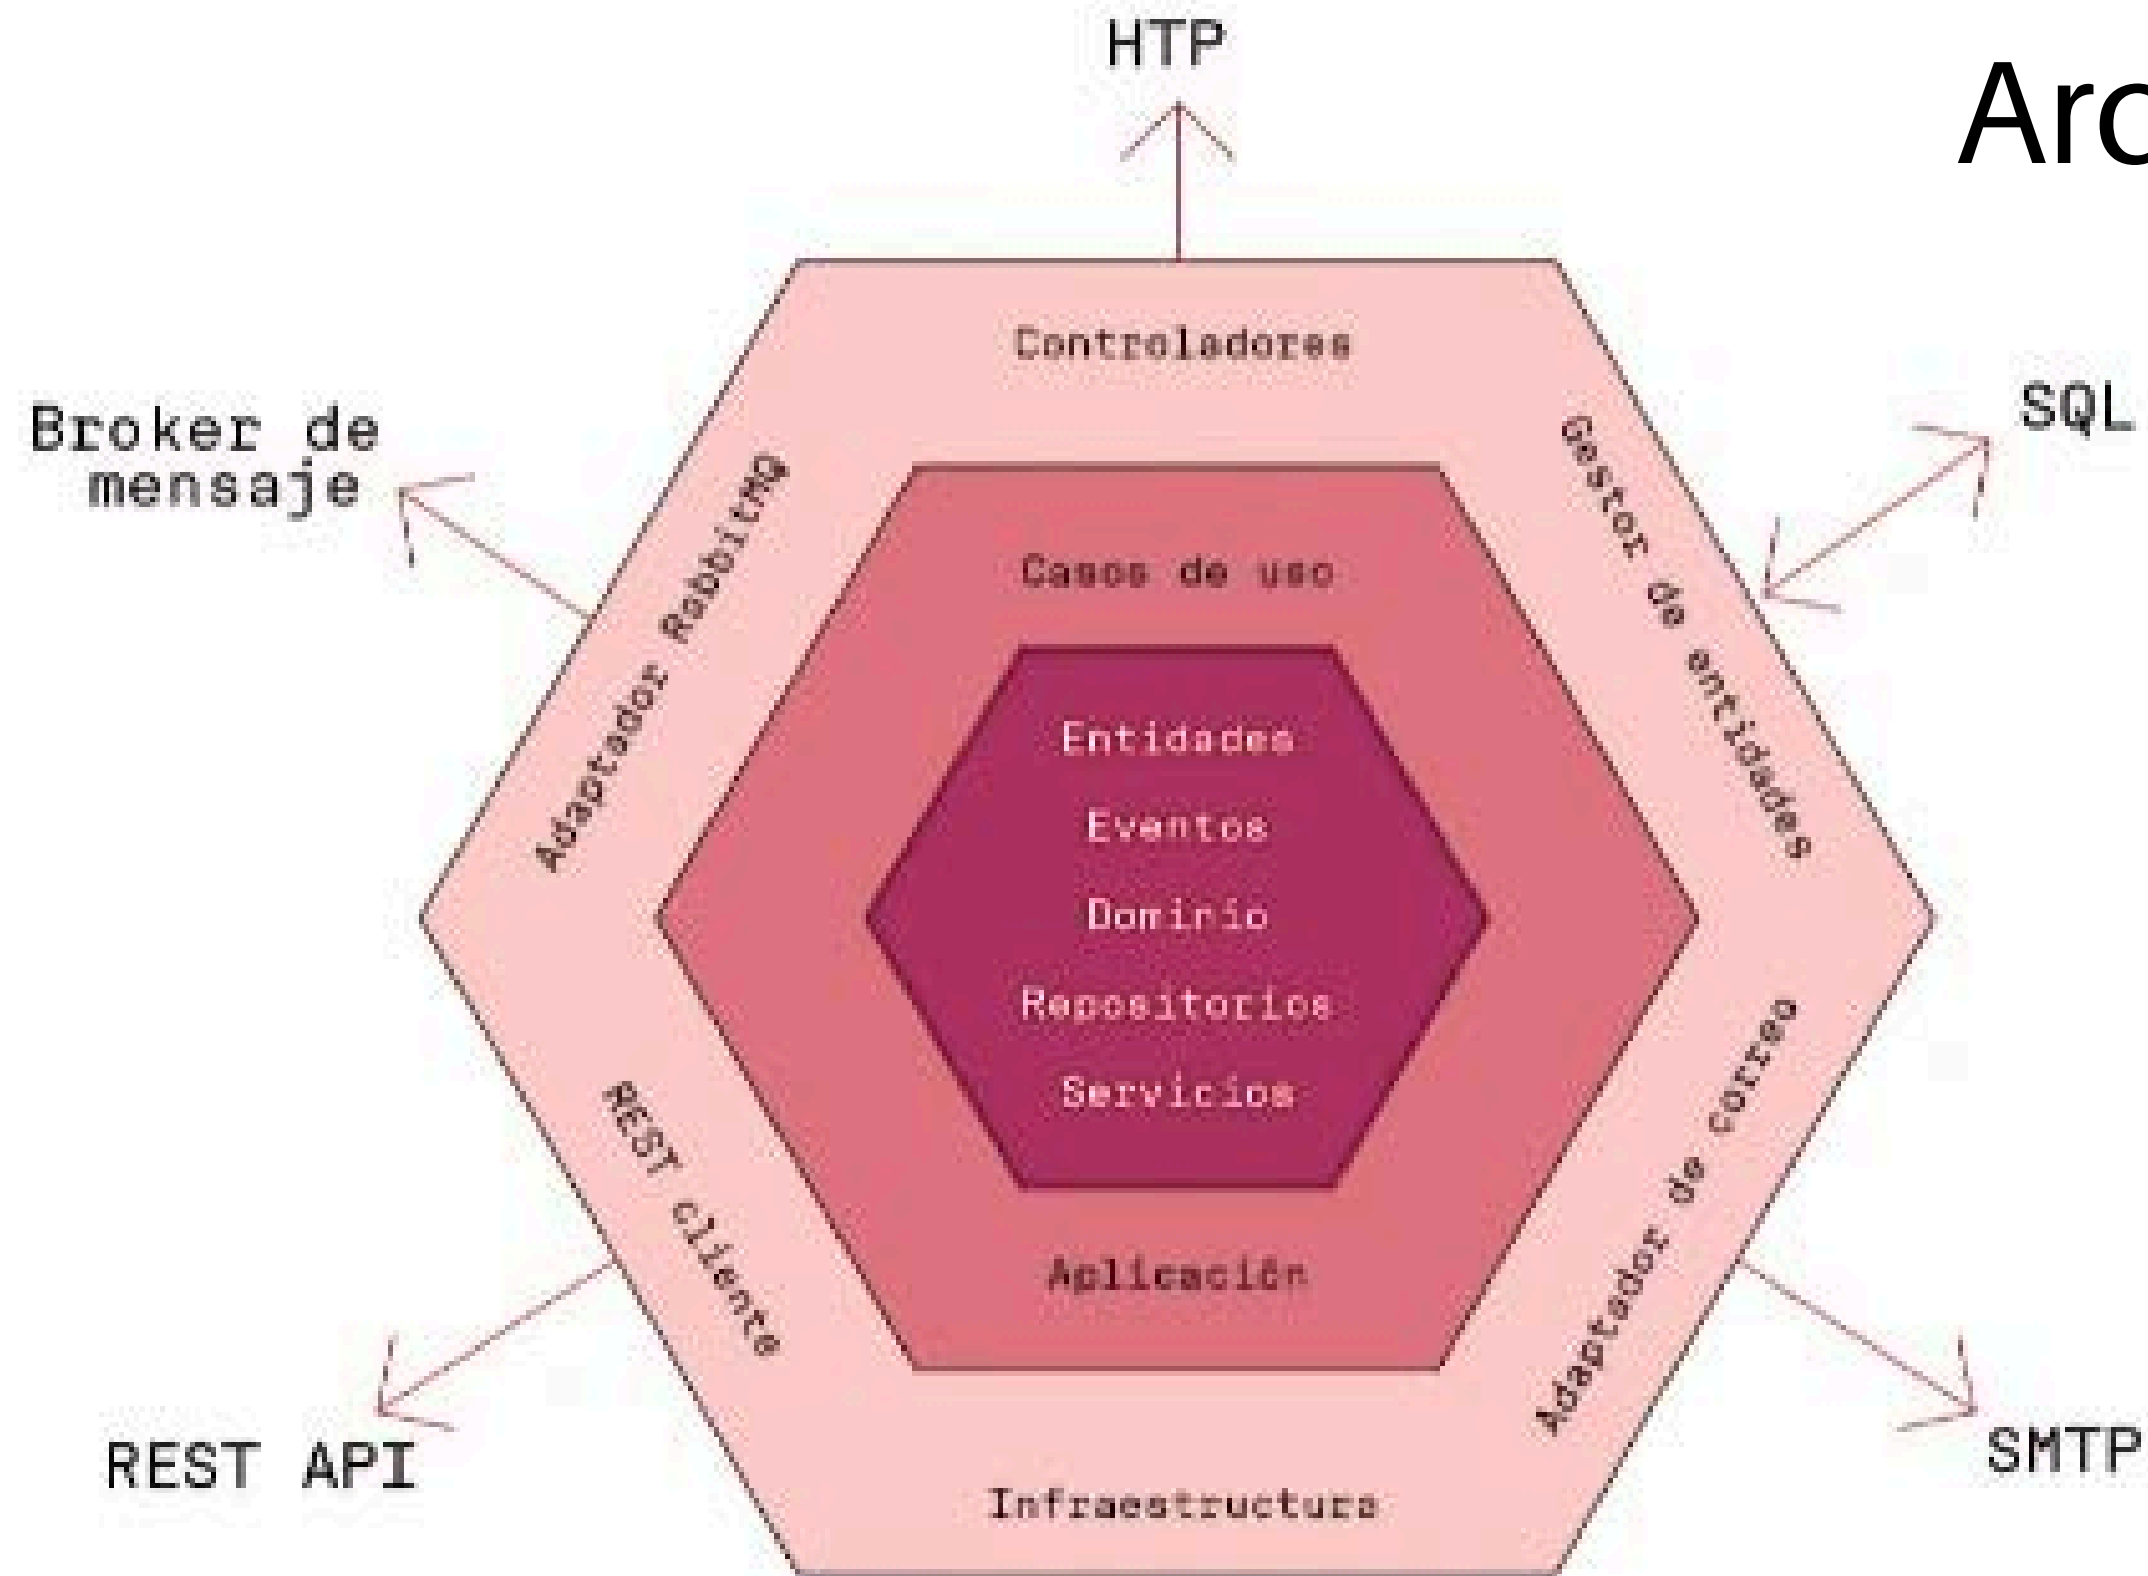 HTP
Arc
Controladores
SQL
Broker de
mensaje
Gestor de entidades
Adaptador RabbitMQ
Casos de uso
Entidades
Eventos
Dominio
Repositorios
Servicios
REST cliente
Adaptador de correo
Aplicación
REST API
SMTP
Infraestructura